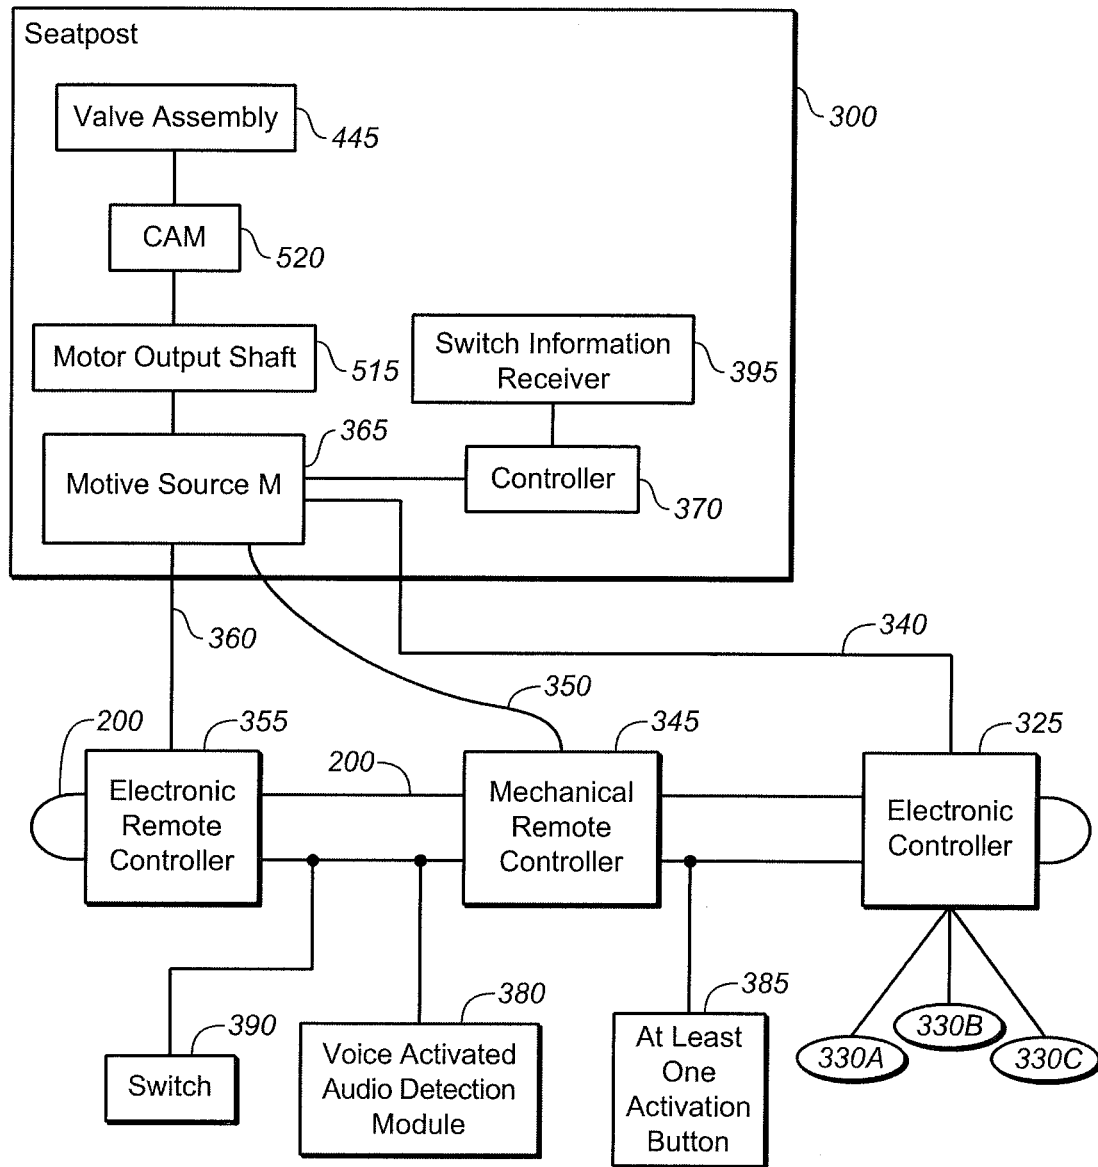 Seatpost
300
Valve Assembly
445
CAM
520
Motor Output Shaft
515
Switch Information
Receiver
395
365
Motive Source M
Controller
370
360
340
350
200
355
200
345
325
Electronic
Remote
Controller
Mechanical
Remote
Controller
Electronic
Controller
390
Switch
380
Voice Activated
Audio Detection
Module
385
At Least
One
Activation
Button
330A
330B
330C